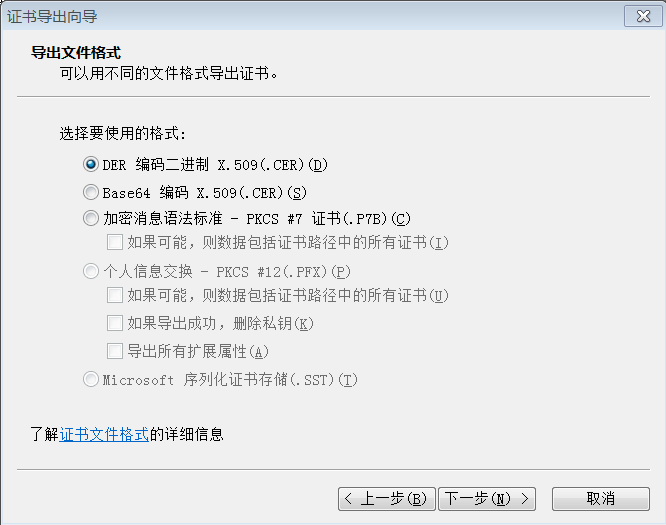 证书导出向导
导出文件格式
可以用不同的文件格式导出证书。
选择要使用的格式:
DER 编码二进制 X.509(.CER)(D)
Base64 编码 X.509(.CER)(S)
加密消息语法标准 - PKCS #7 证书(.P7B)(C)
如果可能，则数据包括证书路径中的所有证书(I)
个人信息交换 - PKCS #12(.PFX)(P)
如果可能，则数据包括证书路径中的所有证书(U)
如果导出成功，删除私钥(K)
导出所有扩展属性(A)
Microsoft 序列化证书存储(.SST)(T)
了解证书文件格式的详细信息
< 上一步(B) 下一步(N) > 取消